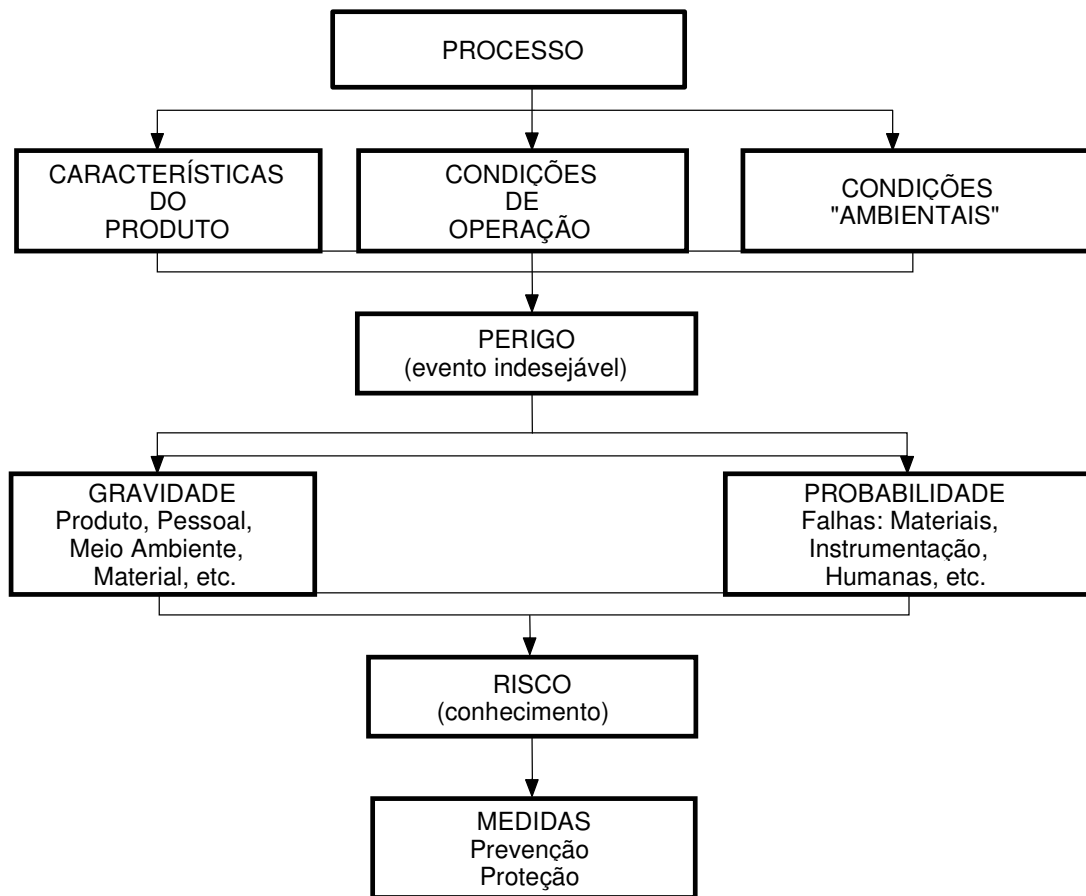 PROCESSO
CARACTERÍSTICAS
DO
PRODUTO
CONDIÇÕES
DE
OPERAÇÃO
CONDIÇÕES
"AMBIENTAIS"
PERIGO
(evento indesejável)
GRAVIDADE
Produto, Pessoal,
Meio Ambiente,
Material, etc.
PROBABILIDADE
Falhas: Materiais,
Instrumentação,
Humanas, etc.
RISCO
(conhecimento)
MEDIDAS
Prevenção
Proteção